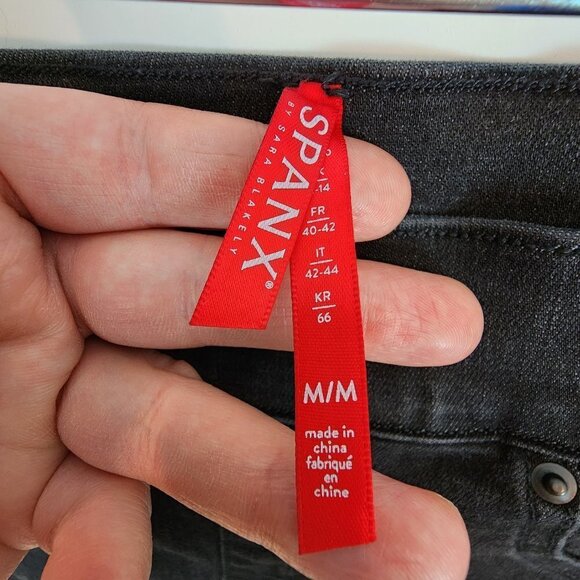 SPANX®
BY SARA BLAKELY
-14
FR
40-42
IT
42-44
KR
66
M/M
made in
china
fabriqué
en
chine